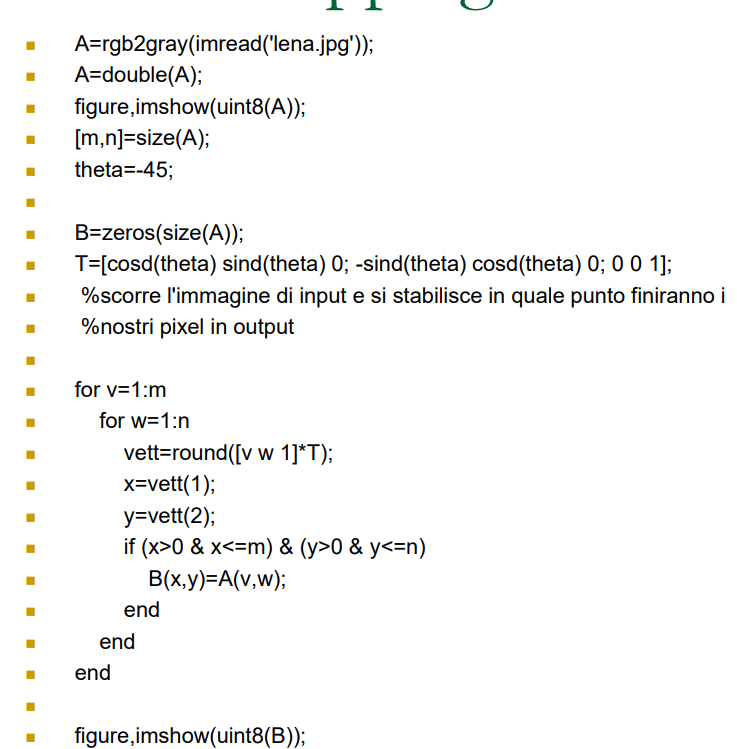 A=rgb2gray(imread('lena.jpg'));
A=double(A);
figure,imshow(uint8(A));
[m,n]=size(A);
theta=-45;
B=zeros(size(A));
T=[cosd(theta) sind(theta) 0; -sind(theta) cosd(theta) 0; 0 0 1];
%scorre l'immagine di input e si stabilisce in quale punto finiranno i
%nostri pixel in output
for v=1:m
for w=1:n
vett=round([v w 1]*T);
x=vett(1);
y=vett(2);
if (x>0 & x<=m) & (y>0 & y<=n)
B(x,y)=A(v,w);
end
end
end
figure,imshow(uint8(B));